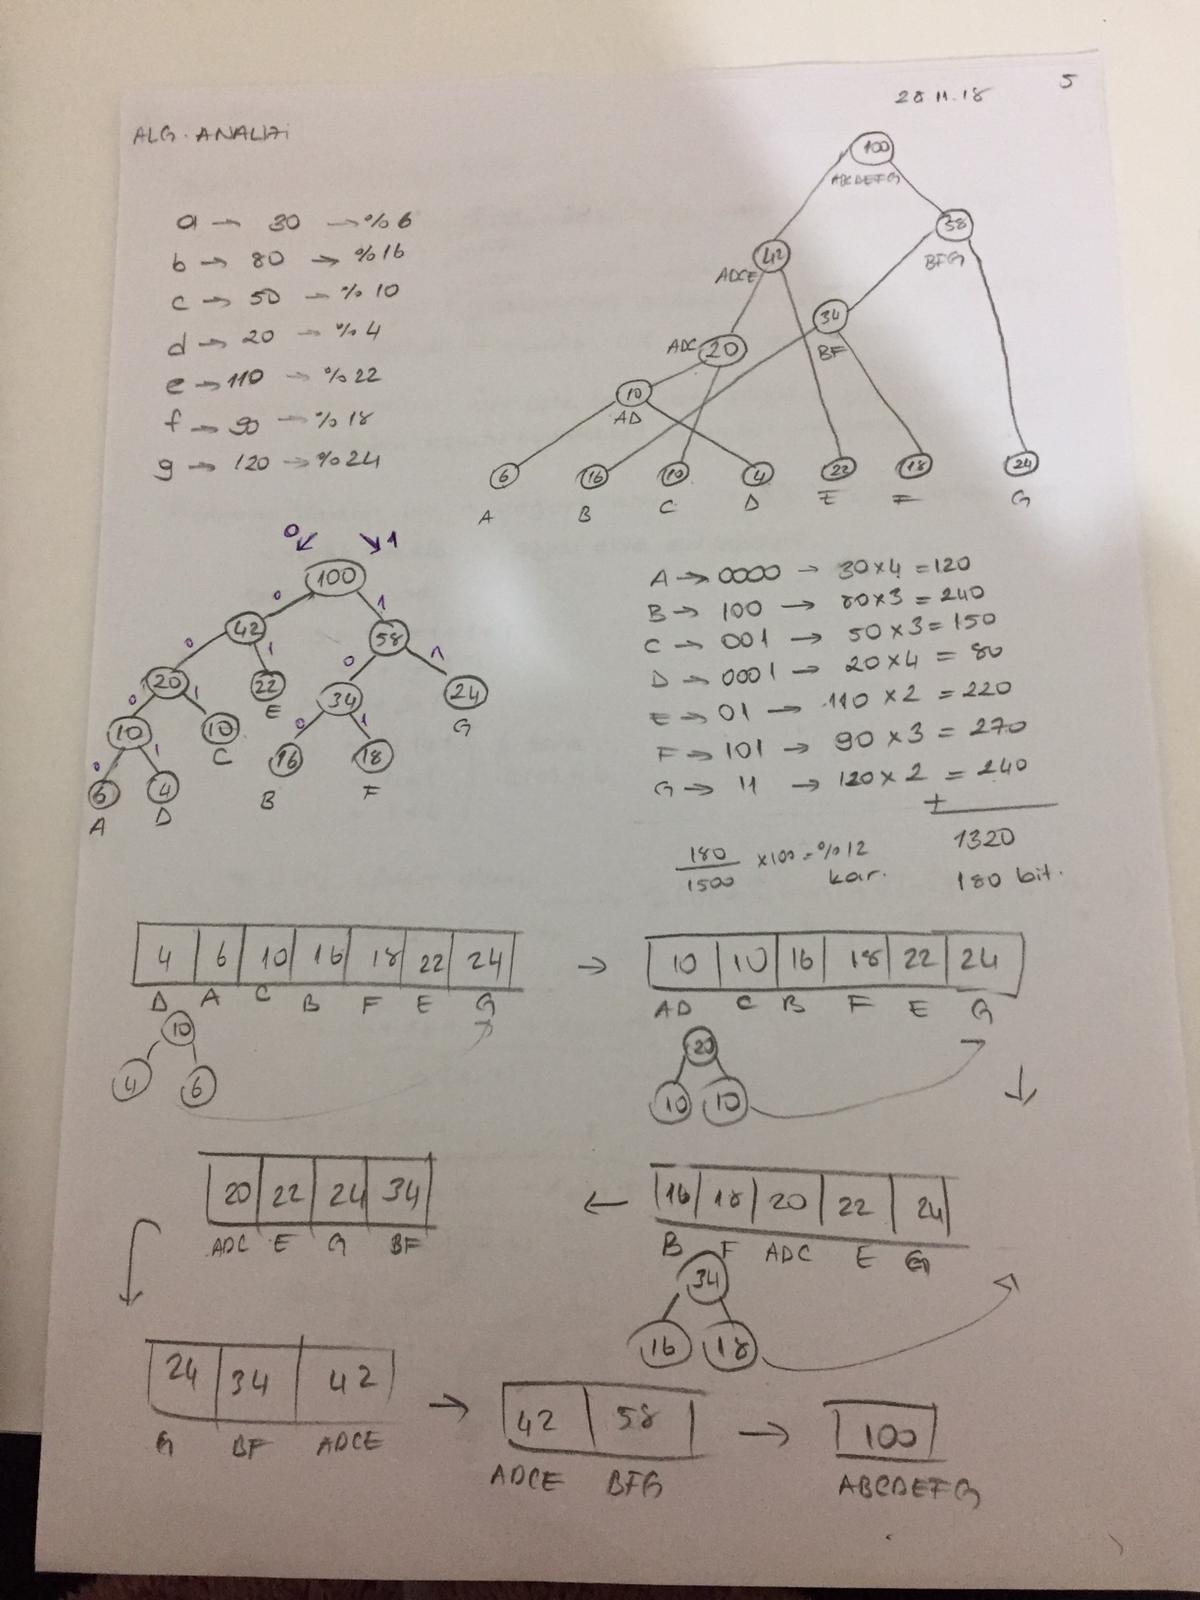 28.11.18
5
ALG. ANALİZİ
a → 30 → %6
b → 80 → %16
c → 50 → %10
d → 20 → %4
e → 110 → %22
f → 90 → %18
g → 120 → %24
100
ABCDEFG
42
ADCE
38
BFG
ADC 20
34
BF
10
AD
6 16 10 4 22 18 24
A B C D E F G
0 1
100
0 1
42 58
0 1 0 1
20 22 34 24
E G
0 1 0 1
10 10 16 18
C B F
0 1
6 4
A D
A → 0000 → 30×4 = 120
B → 100 → 80×3 = 240
C → 001 → 50×3 = 150
D → 0001 → 20×4 = 80
E → 01 → 110×2 = 220
F → 101 → 90×3 = 270
G → 11 → 120×2 = 240
+
1320
180 bit.
180/1500 ×100 = %12
kar.
4 6 10 16 18 22 24 →
D A C B F E G
10
4 6
10 10 16 18 22 24
AD C B F E G
20
10 10
↓
16 18 20 22 24
B F ADC E G
34
16 18
←
20 22 24 34
ADC E G BF
24 34 42 →
G BF ADCE
42 58 →
ADCE BFG
100
ABCDEFG